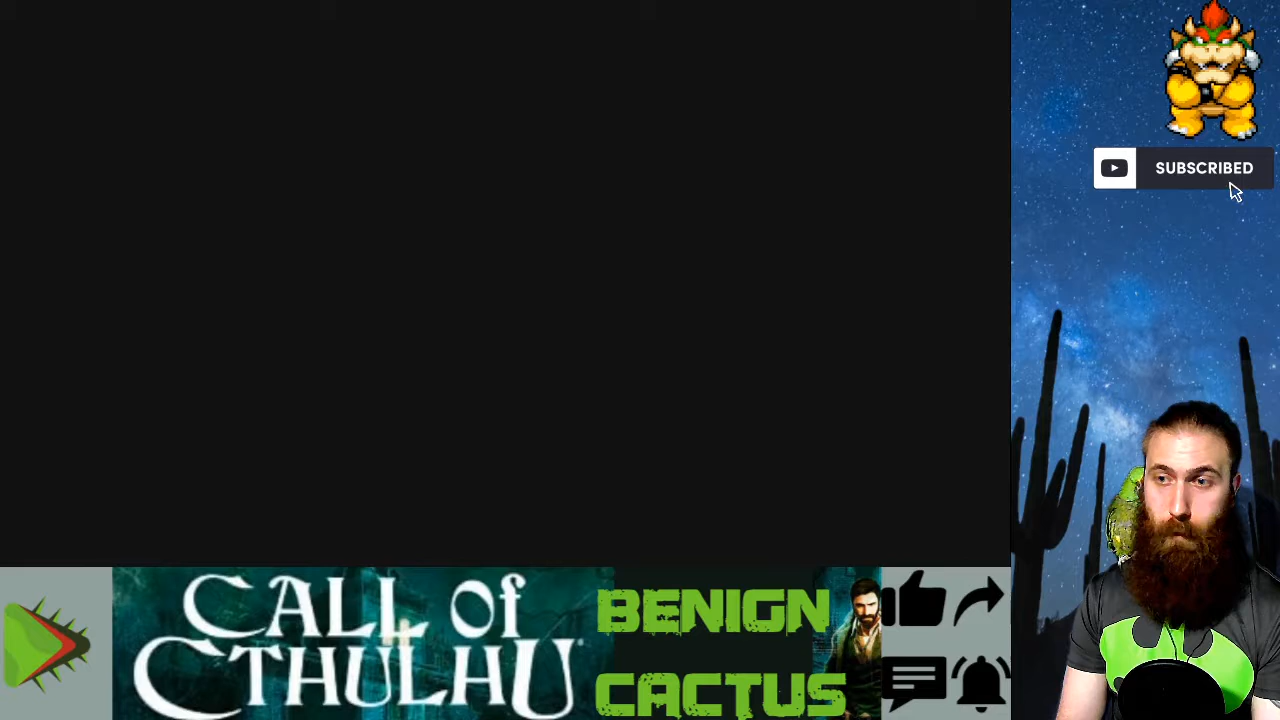 SUBSCRIBED
CALL of
CTHULHU
BENIGN
CACTUS